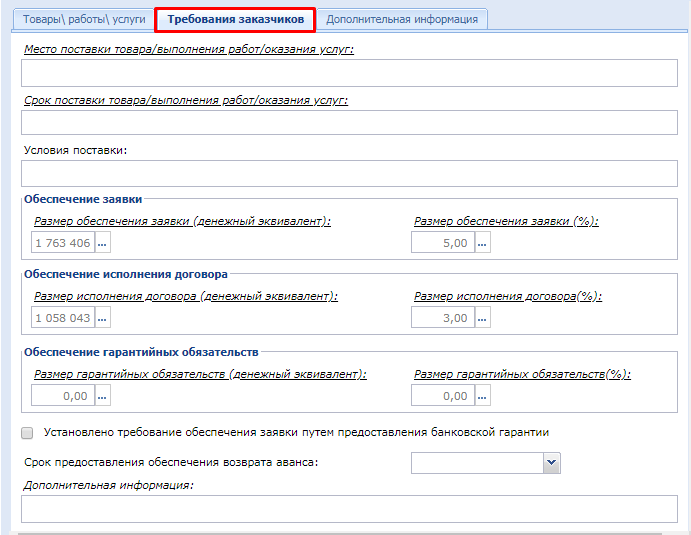 Товары\ работы\ услуги Требования заказчиков Дополнительная информация
Место поставки товара/выполнения работ/оказания услуг:
Срок поставки товара/выполнения работ/оказания услуг:
Условия поставки:
Обеспечение заявки
Размер обеспечения заявки (денежный эквивалент): Размер обеспечения заявки (%):
1 763 406 ... 5,00 ...
Обеспечение исполнения договора
Размер исполнения договора (денежный эквивалент): Размер исполнения договора(%):
1 058 043 ... 3,00 ...
Обеспечение гарантийных обязательств
Размер гарантийных обязательств (денежный эквивалент): Размер гарантийных обязательств(%):
0,00 ... 0,00 ...
Установлено требование обеспечения заявки путем предоставления банковской гарантии
Срок предоставления обеспечения возврата аванса:
Дополнительная информация: